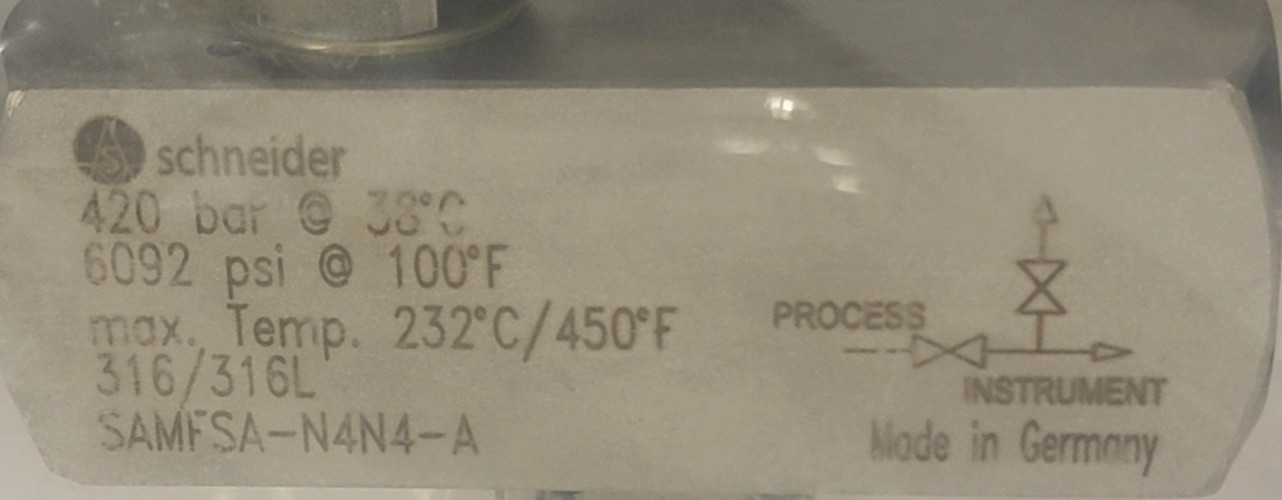 schneider
420 bar @ 38°C
6092 psi @ 100°F
max. Temp. 232°C/450°F
316/316L
SAMFSA-N4N4-A
PROCESS
INSTRUMENT
Made in Germany